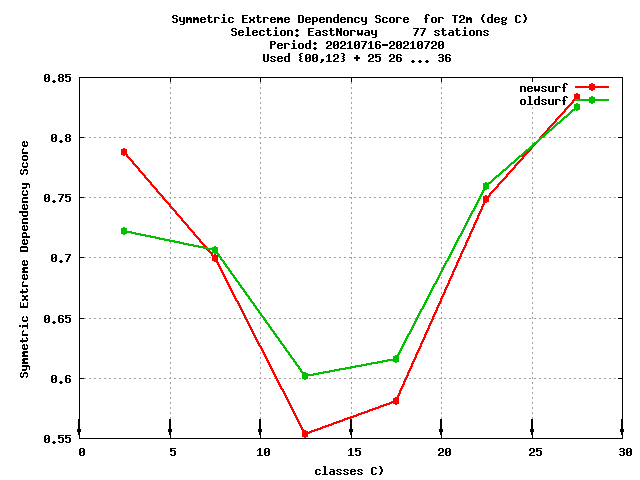 Symmetric Extreme Dependency Score  for T2m (deg C)
Selection: EastNorway     77 stations
Period: 20210716-20210720
Used {00,12} + 25 26 ... 36
0.85
0.8
0.75
0.7
0.65
0.6
0.55
Symmetric Extreme Dependency Score
newsurf
oldsurf
0 5 10 15 20 25 30
classes C)